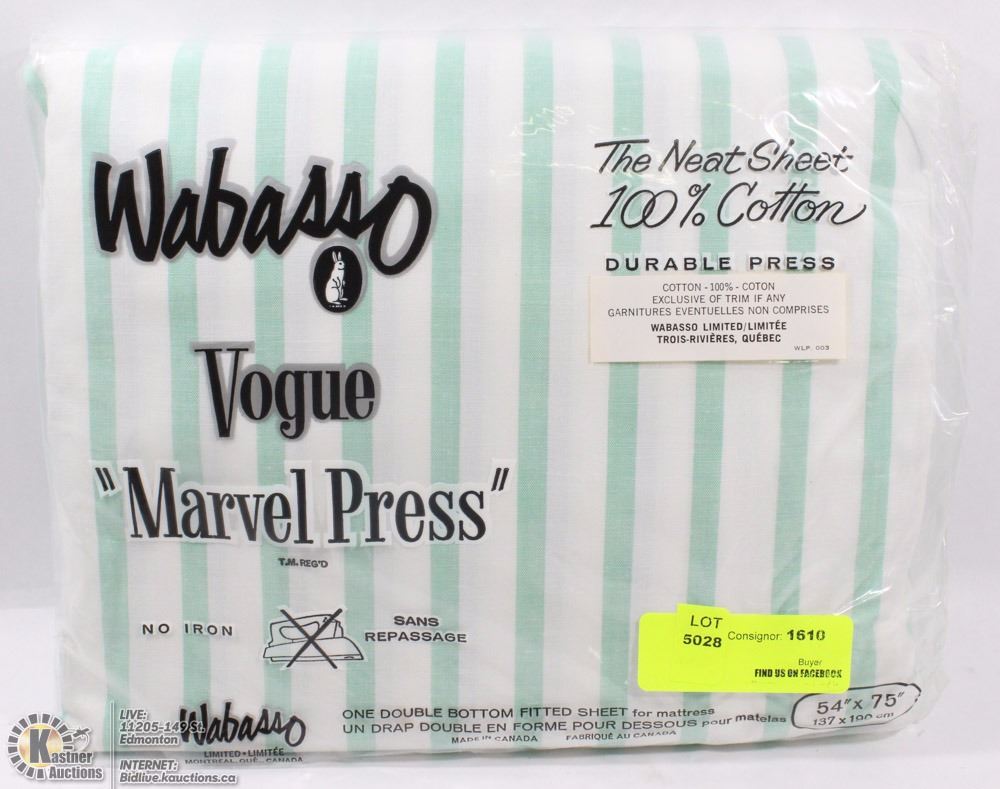 Wabasso
Vogue
"Marvel Press"
T.M. REG'D
NO IRON
SANS
REPASSAGE
The Neat Sheet
100% Cotton
DURABLE PRESS
COTTON - 100% - COTON
EXCLUSIVE OF TRIM IF ANY
GARNITURES EVENTUELLES NON COMPRISES
WABASSO LIMITED/LIMITÉE
TROIS-RIVIÈRES, QUÉBEC
WLP. 003
LOT
5028
Consignor: 1610
Buyer
FIND US ON FACEBOOK
Wabasso
LIMITED • LIMITÉE
MONTREAL, QUÉ., CANADA
ONE DOUBLE BOTTOM FITTED SHEET for mattress
UN DRAP DOUBLE EN FORME POUR DESSOUS pour matelas
MADE IN CANADA FABRIQUÉ AU CANADA
54" x 75"
137 x 190 cm
Kastner
Auctions
LIVE:
11205-149 St.
Edmonton
INTERNET:
Bidlive.kauctions.ca